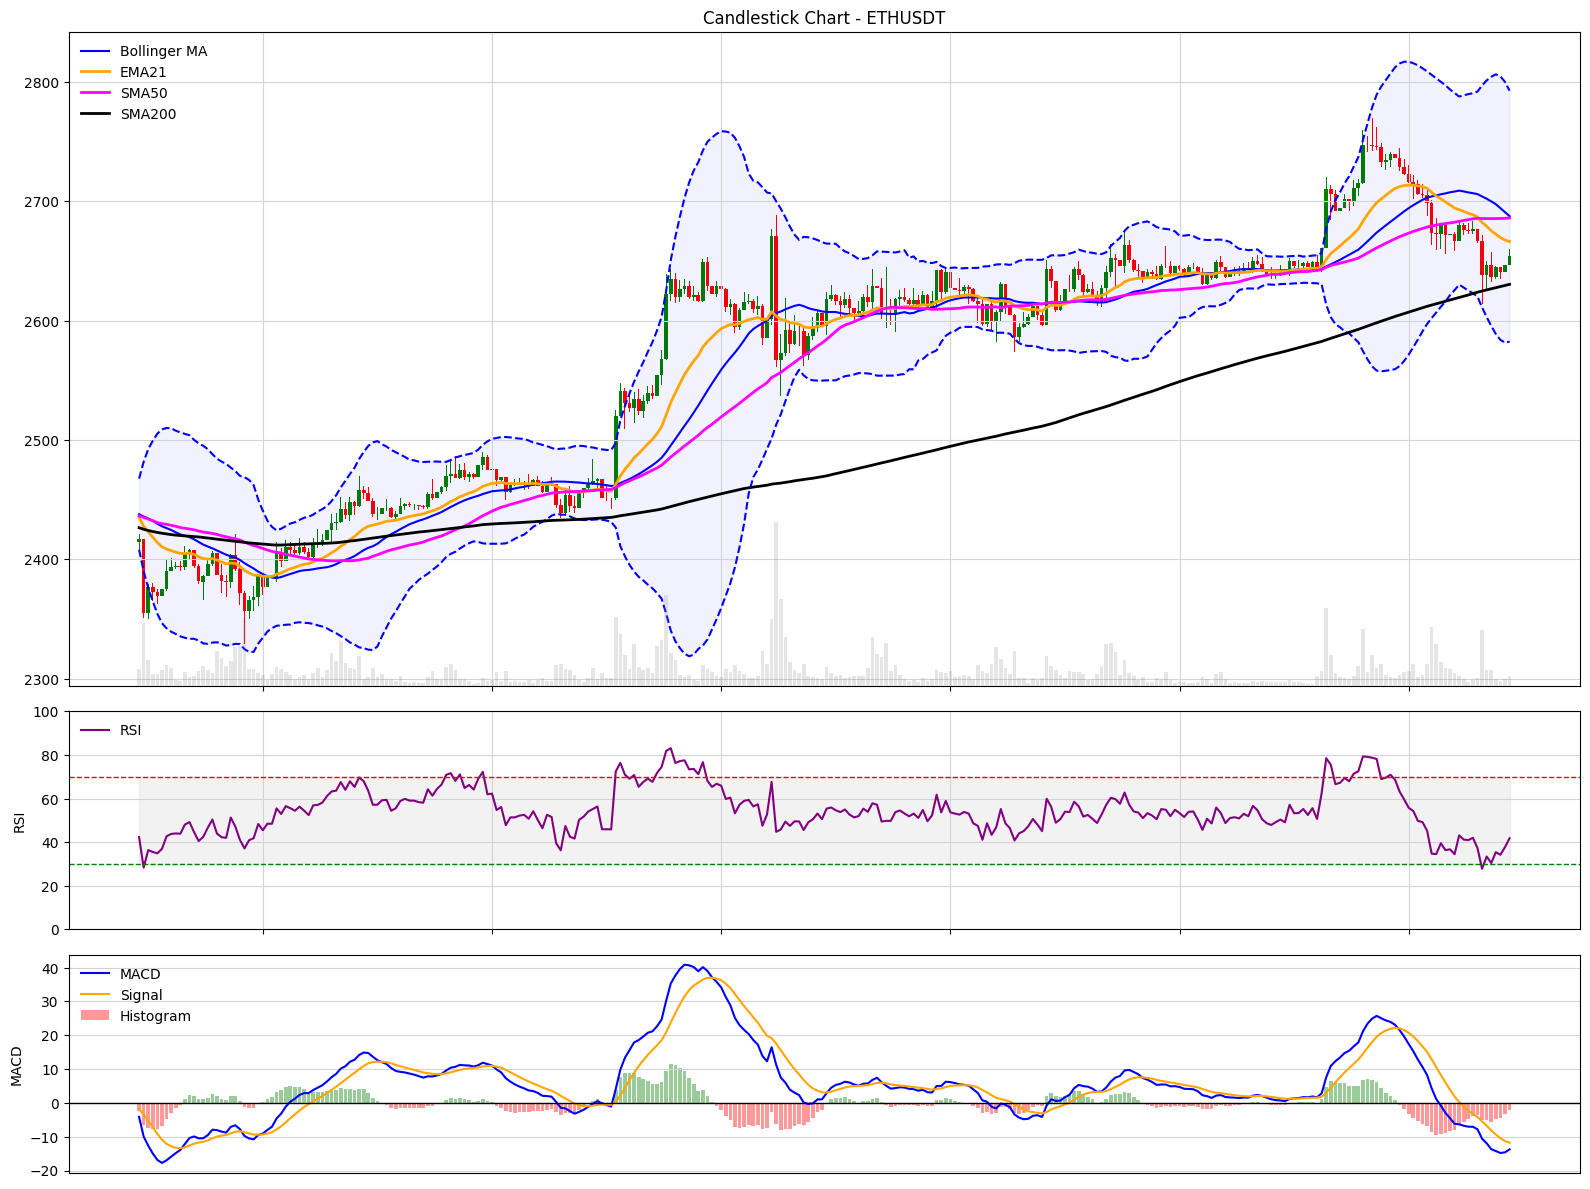 Candlestick Chart - ETHUSDT
Bollinger MA
EMA21
SMA50
SMA200
2800
2700
2600
2500
2400
2300
RSI
100
80
60
40
20
0
RSI
MACD
Signal
Histogram
40
30
20
10
0
−10
−20
MACD